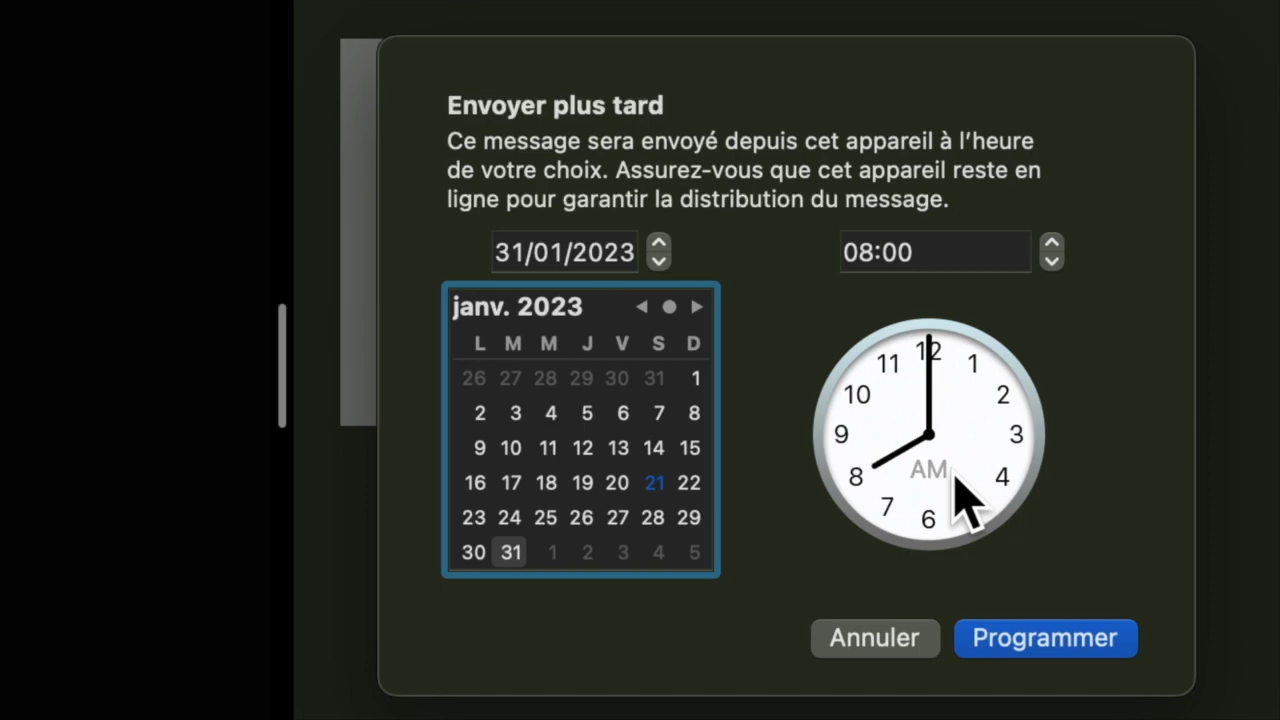 Envoyer plus tard
Ce message sera envoyé depuis cet appareil à l’heure
de votre choix. Assurez-vous que cet appareil reste en
ligne pour garantir la distribution du message.
31/01/2023
08:00
janv. 2023
L M M J V S D
26 27 28 29 30 31 1
2 3 4 5 6 7 8
9 10 11 12 13 14 15
16 17 18 19 20 21 22
23 24 25 26 27 28 29
30 31 1 2 3 4 5
12
11 1
10 2
9 3
AM
8 4
7
6
Annuler Programmer